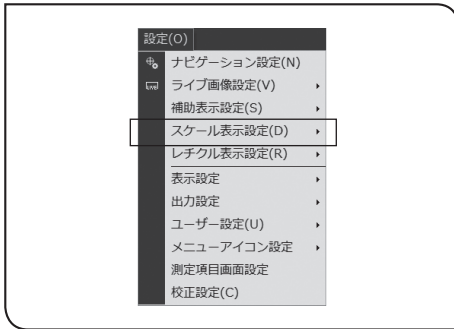 設定(O)
ナビゲーション設定(N)
Live ライブ画像設定(V)
補助表示設定(S)
スケール表示設定(D)
レチクル表示設定(R)
表示設定
出力設定
ユーザー設定(U)
メニューアイコン設定
測定項目画面設定
校正設定(C)